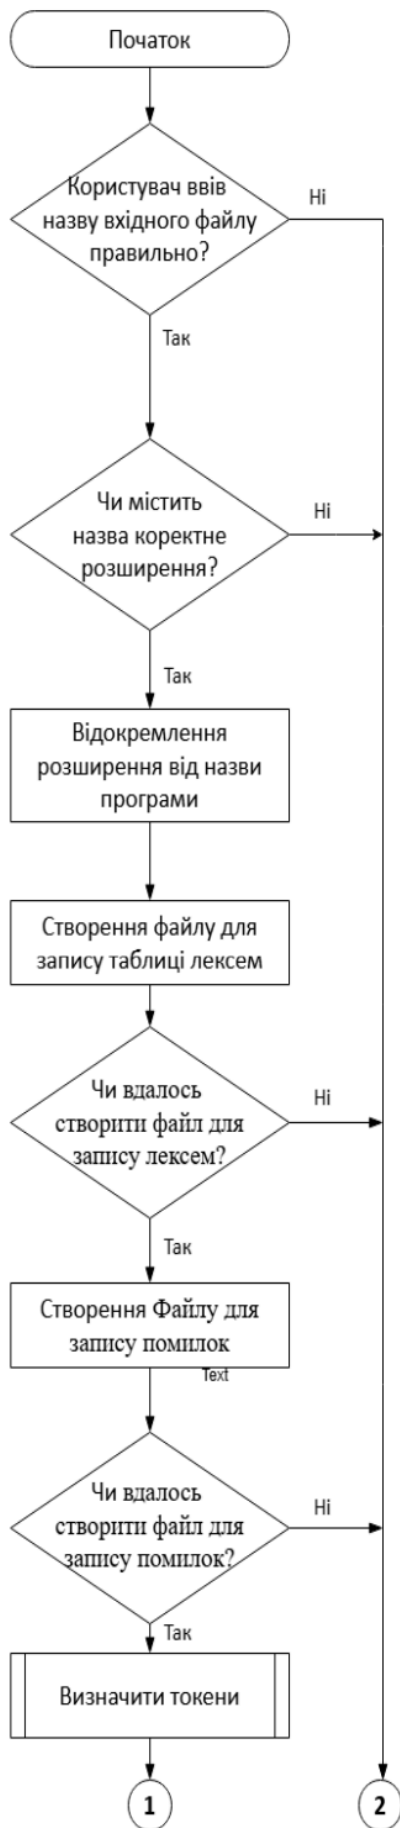 Початок
Користувач ввів
назву вхідного файлу
правильно?
Ні
Так
Чи містить
назва коректне
розширення?
Ні
Так
Відокремлення
розширення від назви
програми
Створення файлу для
запису таблиці лексем
Чи вдалось
створити файл для
запису лексем?
Ні
Так
Створення Файлу для
запису помилок
Text
Чи вдалось
створити файл для
запису помилок?
Ні
Так
Визначити токени
1
2